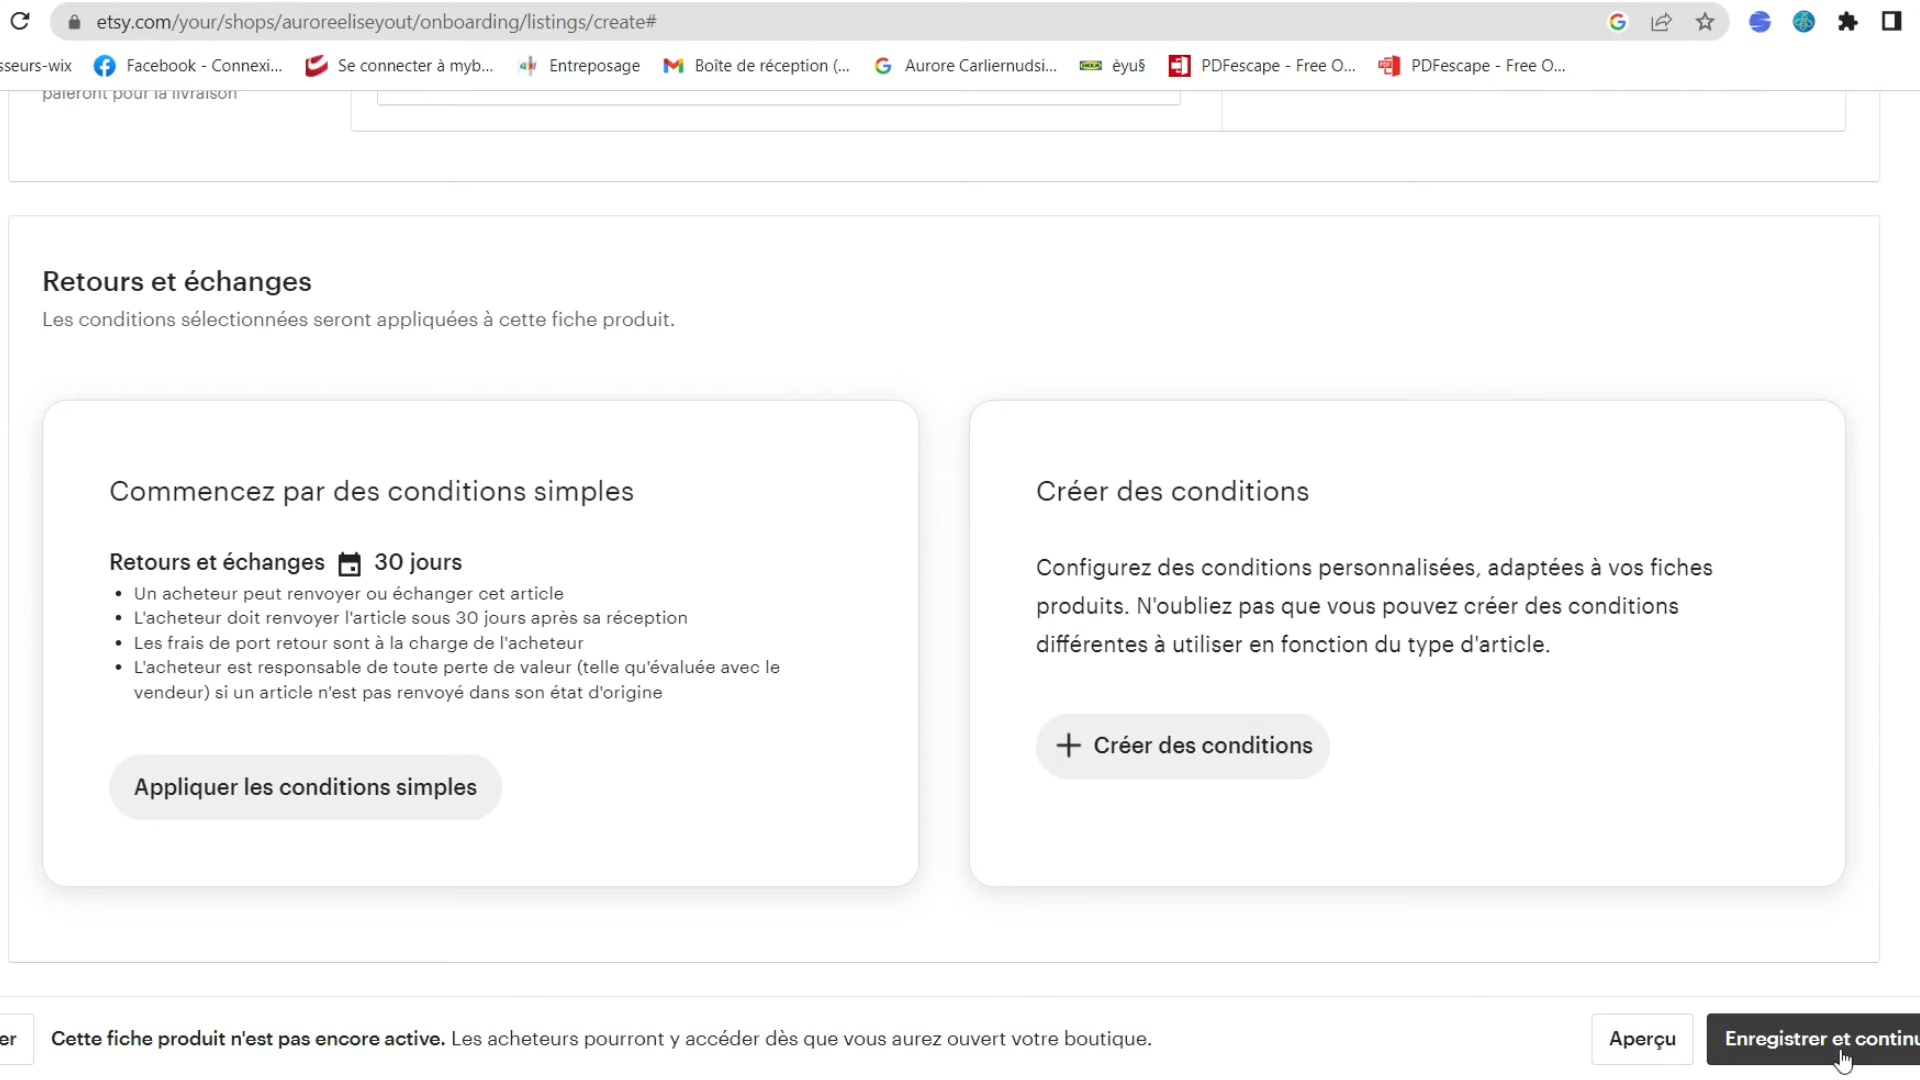 etsy.com/your/shops/auroreeliseyout/onboarding/listings/create#
sseurs-wix Facebook - Connexi... Se connecter à myb... Entreposage Boîte de réception (... Aurore Carliernudsi... èyu§ PDFescape - Free O... PDFescape - Free O...
paieront pour la livraison
Retours et échanges
Les conditions sélectionnées seront appliquées à cette fiche produit.
Commencez par des conditions simples
Retours et échanges 30 jours
• Un acheteur peut renvoyer ou échanger cet article
• L'acheteur doit renvoyer l'article sous 30 jours après sa réception
• Les frais de port retour sont à la charge de l'acheteur
• L'acheteur est responsable de toute perte de valeur (telle qu'évaluée avec le
vendeur) si un article n'est pas renvoyé dans son état d'origine
Appliquer les conditions simples
Créer des conditions
Configurez des conditions personnalisées, adaptées à vos fiches
produits. N'oubliez pas que vous pouvez créer des conditions
différentes à utiliser en fonction du type d'article.
+ Créer des conditions
er Cette fiche produit n'est pas encore active. Les acheteurs pourront y accéder dès que vous aurez ouvert votre boutique.
Aperçu
Enregistrer et continu